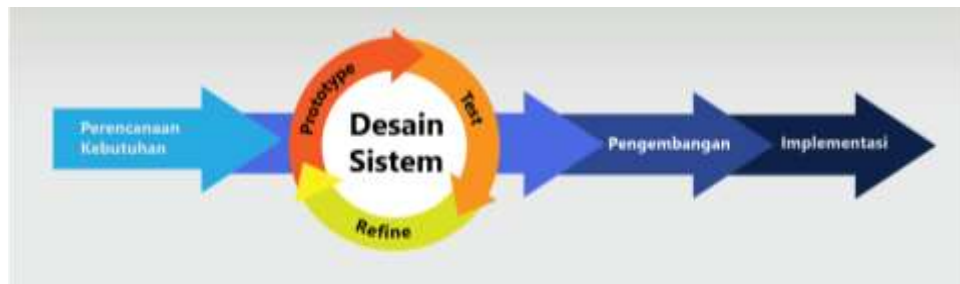 Perencanaan
Kebutuhan
Prototype
Test
Refine
Desain
Sistem
Pengembangan
Implementasi